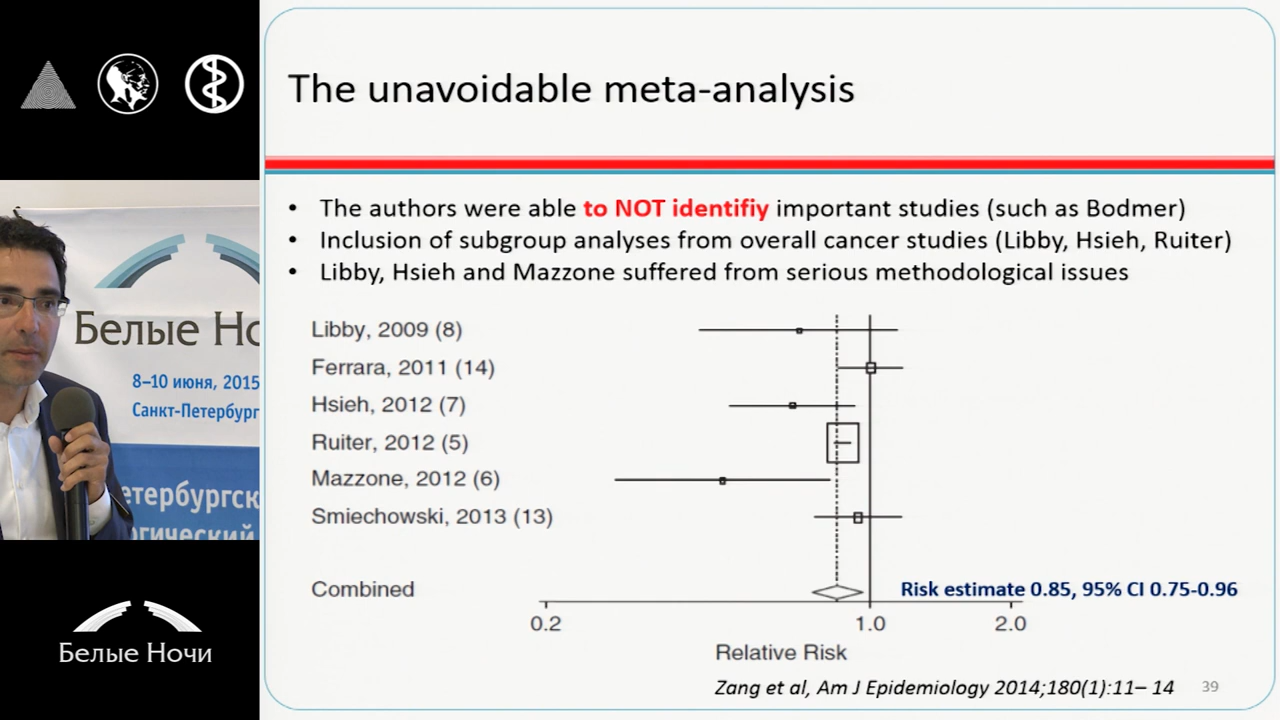 The unavoidable meta-analysis
• The authors were able to NOT identifiy important studies (such as Bodmer)
• Inclusion of subgroup analyses from overall cancer studies (Libby, Hsieh, Ruiter)
• Libby, Hsieh and Mazzone suffered from serious methodological issues
Libby, 2009 (8)
Ferrara, 2011 (14)
Hsieh, 2012 (7)
Ruiter, 2012 (5)
Mazzone, 2012 (6)
Smiechowski, 2013 (13)
Combined
Risk estimate 0.85, 95% CI 0.75-0.96
0.2 1.0 2.0
Relative Risk
Zang et al, Am J Epidemiology 2014;180(1):11– 14
39
Белые Но
8–10 июня, 2015
Санкт-Петербург
етербургск
огический
Белые Ночи